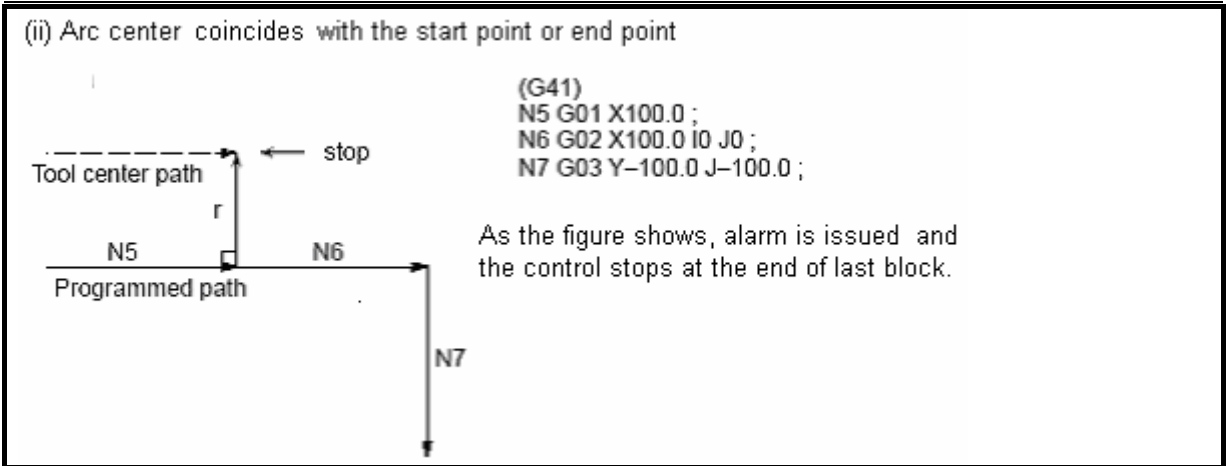 (ii) Arc center coincides with the start point or end point
(G41)
N5 G01 X100.0 ;
N6 G02 X100.0 I0 J0 ;
N7 G03 Y–100.0 J–100.0 ;
stop
Tool center path
r
N5
N6
Programmed path
N7
As the figure shows, alarm is issued and
the control stops at the end of last block.